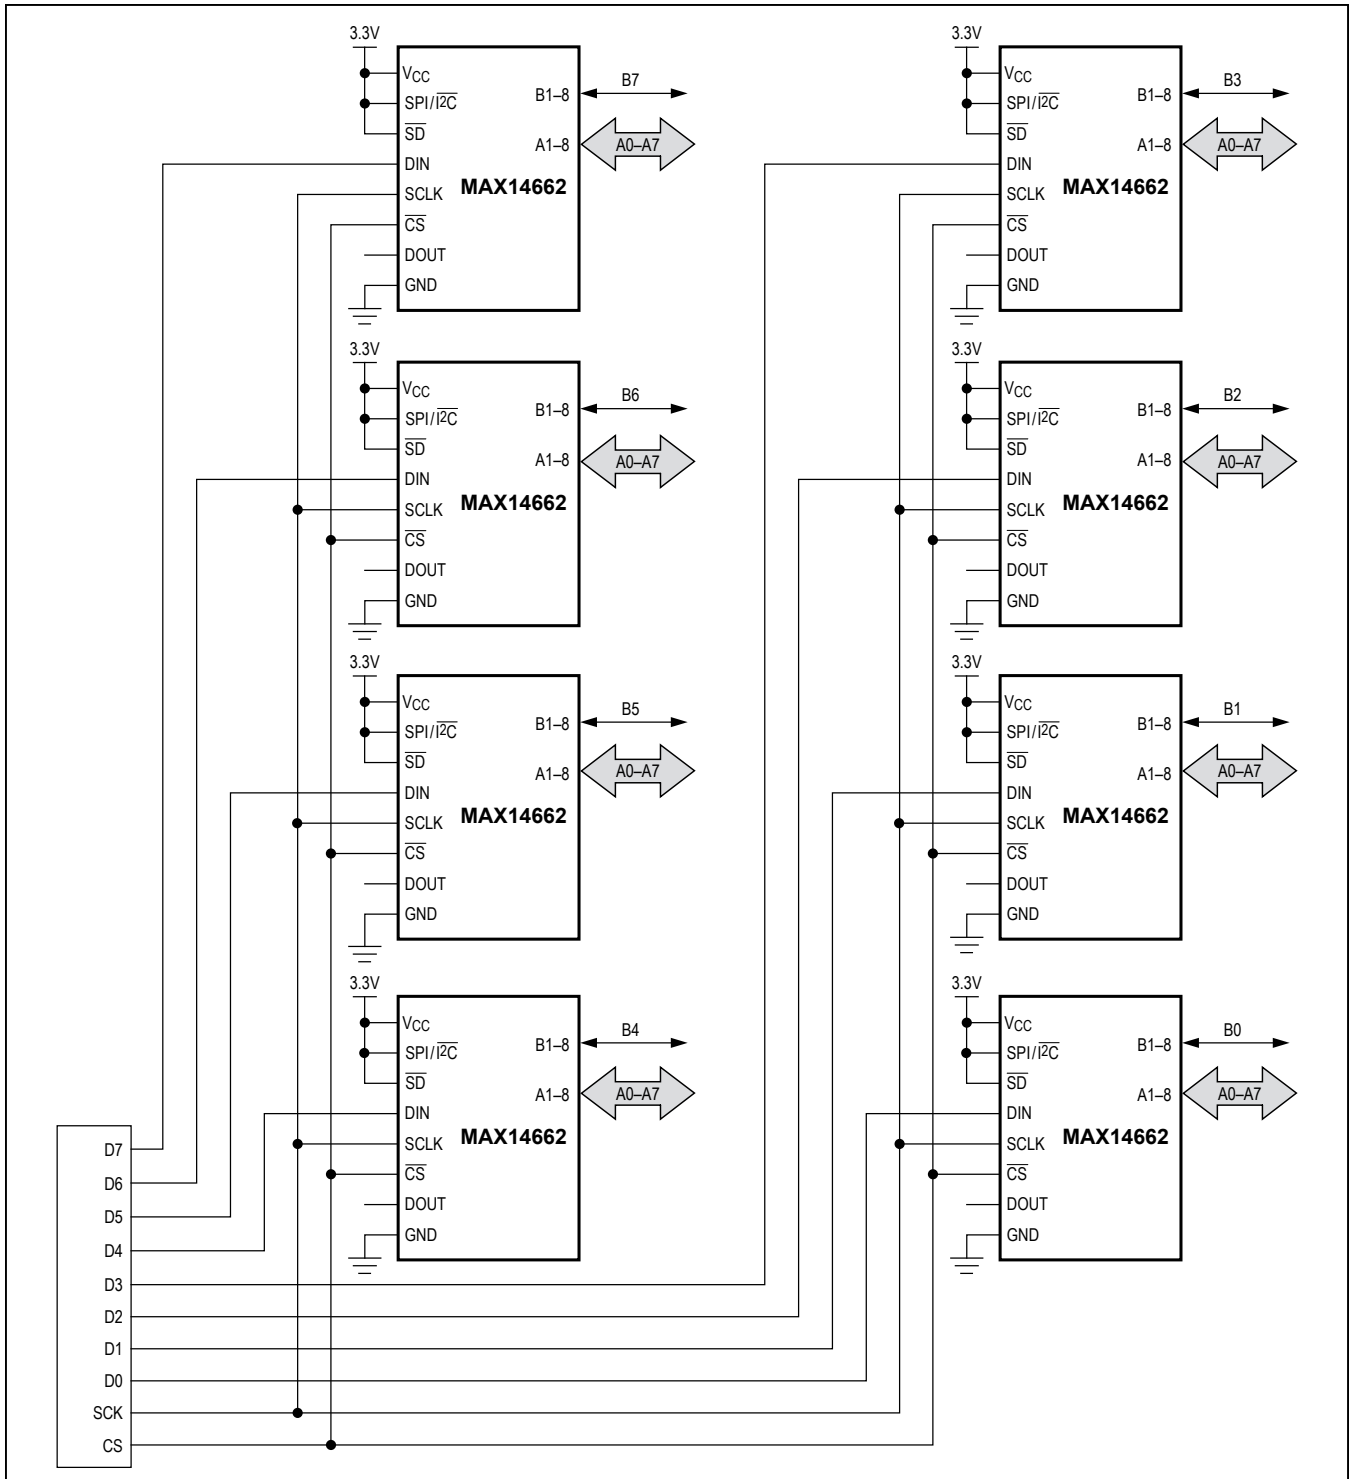 3.3V
VCC
SPI/I2C
SD
DIN
SCLK
CS
DOUT
GND
B1–8
A1–8
MAX14662
B7
A0–A7
3.3V
VCC
SPI/I2C
SD
DIN
SCLK
CS
DOUT
GND
B1–8
A1–8
MAX14662
B3
A0–A7
3.3V
VCC
SPI/I2C
SD
DIN
SCLK
CS
DOUT
GND
B1–8
A1–8
MAX14662
B6
A0–A7
3.3V
VCC
SPI/I2C
SD
DIN
SCLK
CS
DOUT
GND
B1–8
A1–8
MAX14662
B2
A0–A7
3.3V
VCC
SPI/I2C
SD
DIN
SCLK
CS
DOUT
GND
B1–8
A1–8
MAX14662
B5
A0–A7
3.3V
VCC
SPI/I2C
SD
DIN
SCLK
CS
DOUT
GND
B1–8
A1–8
MAX14662
B1
A0–A7
3.3V
VCC
SPI/I2C
SD
DIN
SCLK
CS
DOUT
GND
B1–8
A1–8
MAX14662
B4
A0–A7
3.3V
VCC
SPI/I2C
SD
DIN
SCLK
CS
DOUT
GND
B1–8
A1–8
MAX14662
B0
A0–A7
D7
D6
D5
D4
D3
D2
D1
D0
SCK
CS